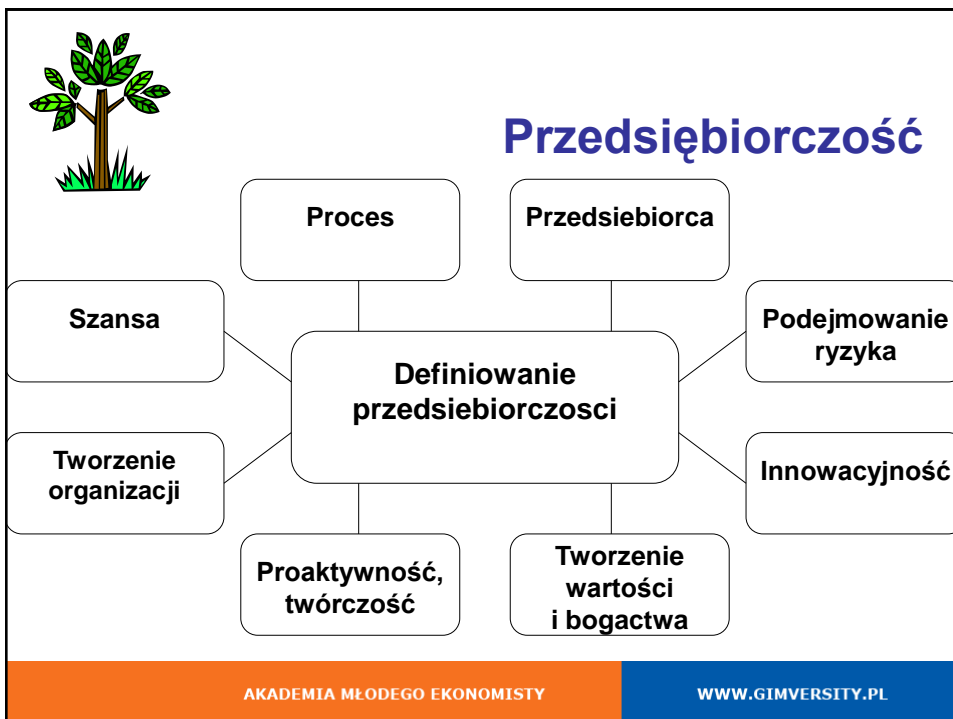 Przedsiębiorczość
Proces
Przedsiebiorca
Szansa
Podejmowanie
ryzyka
Definiowanie
przedsiebiorczosci
Tworzenie
organizacji
Innowacyjność
Proaktywność,
twórczość
Tworzenie
wartości
i bogactwa
AKADEMIA MŁODEGO EKONOMISTY
WWW.GIMVERSITY.PL